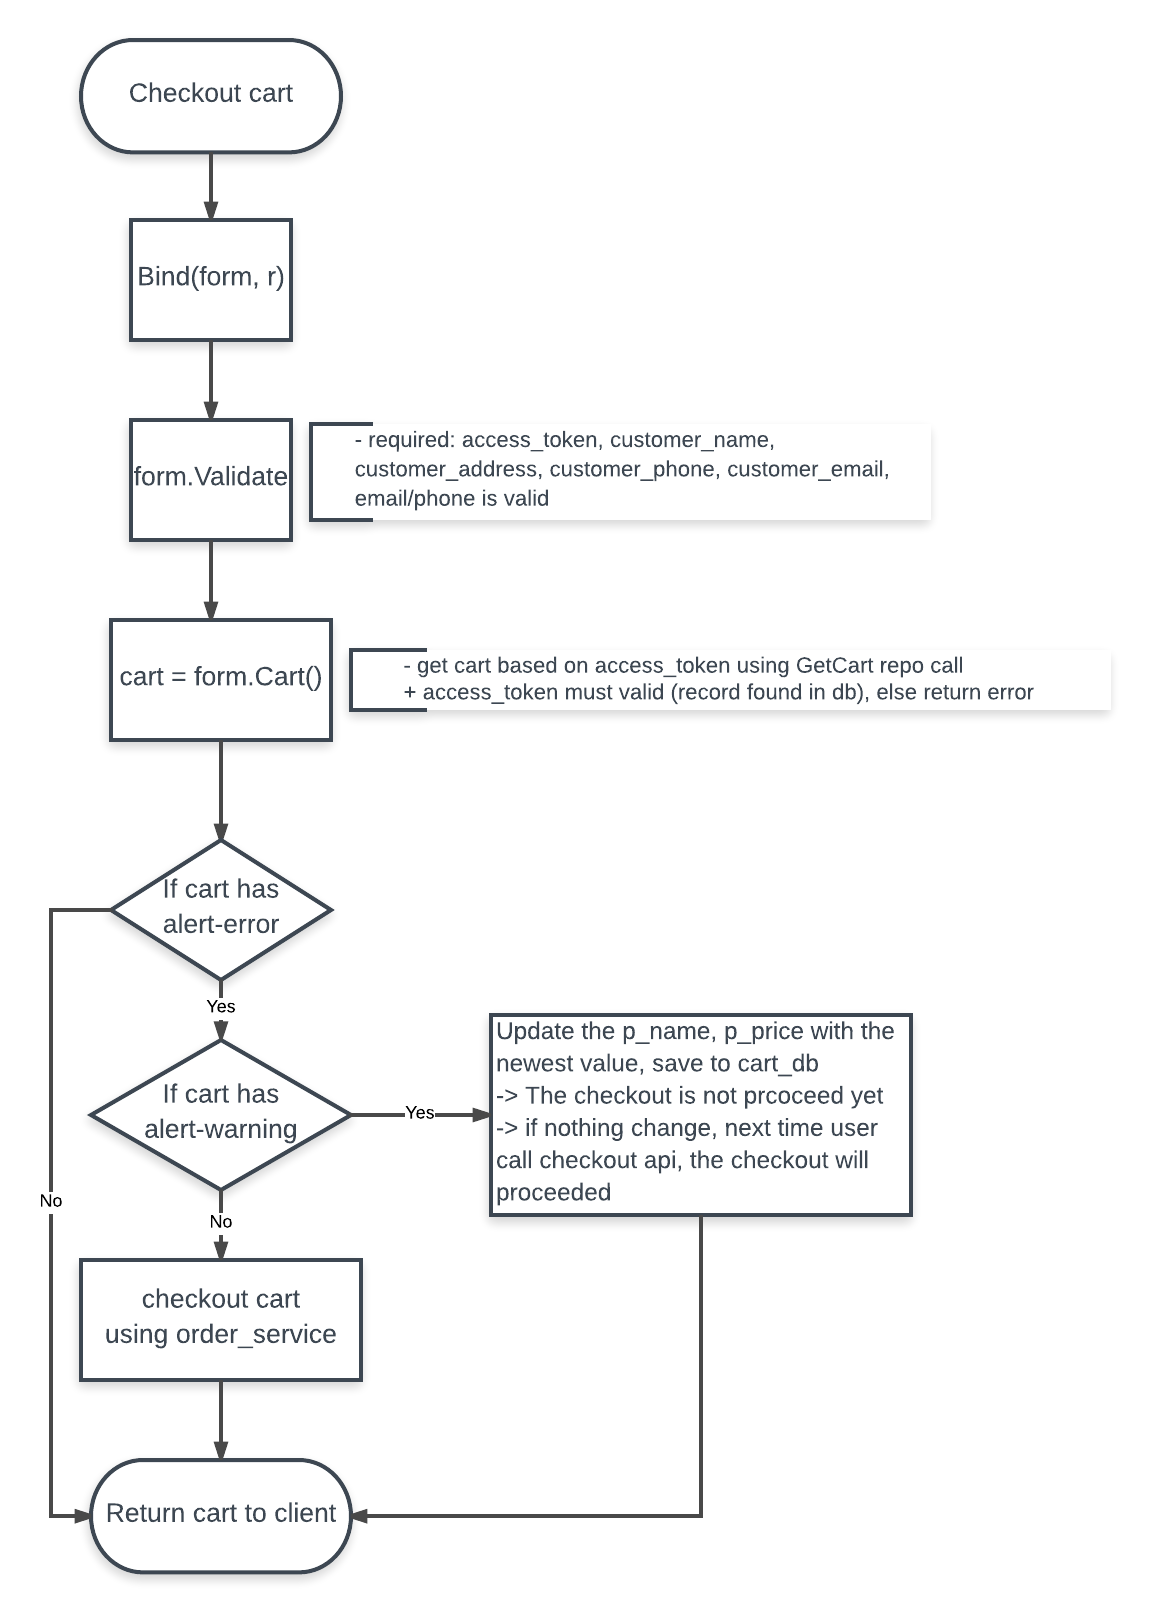 Checkout cart
Bind(form, r)
form.Validate
- required: access_token, customer_name,
customer_address, customer_phone, customer_email,
email/phone is valid
cart = form.Cart()
- get cart based on access_token using GetCart repo call
+ access_token must valid (record found in db), else return error
If cart has
alert-error
Yes
If cart has
alert-warning
Yes
Update the p_name, p_price with the
newest value, save to cart_db
-> The checkout is not prcoceed yet
-> if nothing change, next time user
call checkout api, the checkout will
proceeded
No
No
checkout cart
using order_service
Return cart to client